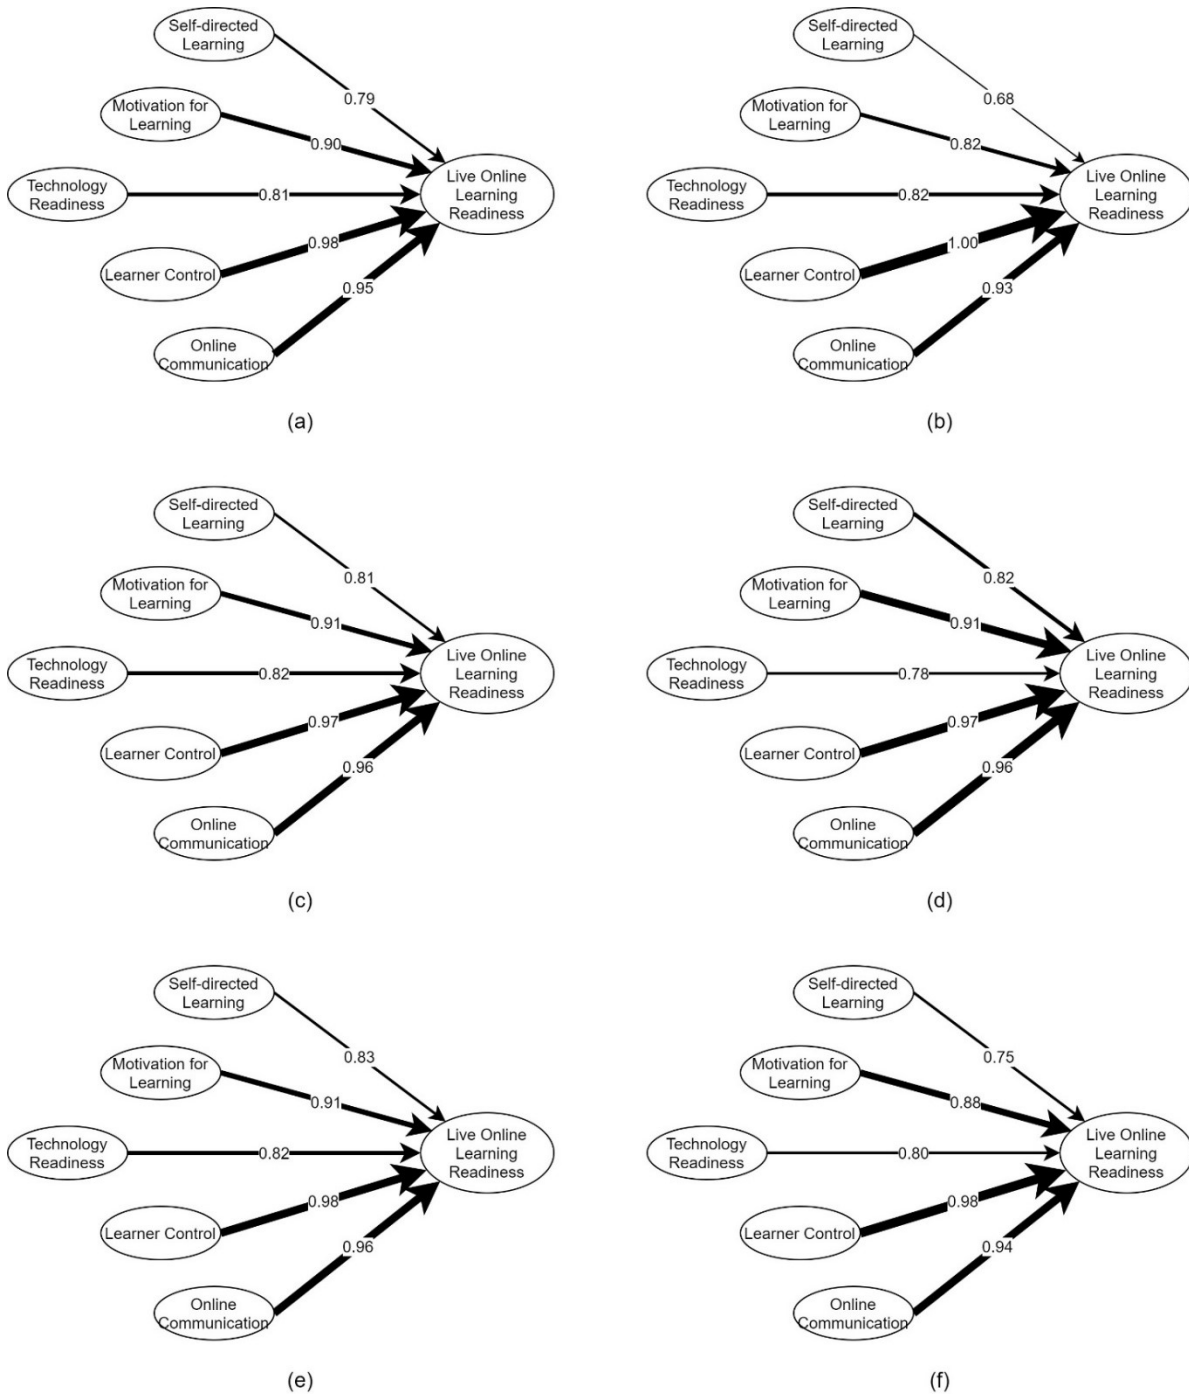 Self-directed
Learning
0.79
Motivation for
Learning
0.90
Technology
Readiness
0.81
Live Online
Learning
Readiness
Learner Control
0.98
0.95
Online
Communication
(a)
Self-directed
Learning
0.68
Motivation for
Learning
0.82
Technology
Readiness
0.82
Live Online
Learning
Readiness
Learner Control
1.00
0.93
Online
Communication
(b)
Self-directed
Learning
0.81
Motivation for
Learning
0.91
Technology
Readiness
0.82
Live Online
Learning
Readiness
Learner Control
0.97
0.96
Online
Communication
(c)
Self-directed
Learning
0.82
Motivation for
Learning
0.91
Technology
Readiness
0.78
Live Online
Learning
Readiness
Learner Control
0.97
0.96
Online
Communication
(d)
Self-directed
Learning
0.83
Motivation for
Learning
0.91
Technology
Readiness
0.82
Live Online
Learning
Readiness
Learner Control
0.98
0.96
Online
Communication
(e)
Self-directed
Learning
0.75
Motivation for
Learning
0.88
Technology
Readiness
0.80
Live Online
Learning
Readiness
Learner Control
0.98
0.94
Online
Communication
(f)